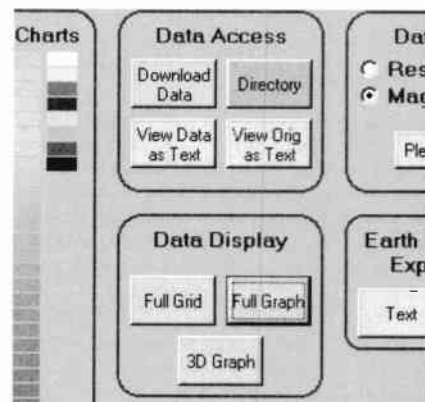 Charts
Data Access
Download
Data
Directory
View Data
as Text
View Orig
as Text
Data Display
Full Grid
Full Graph
3D Graph
Earth
Text